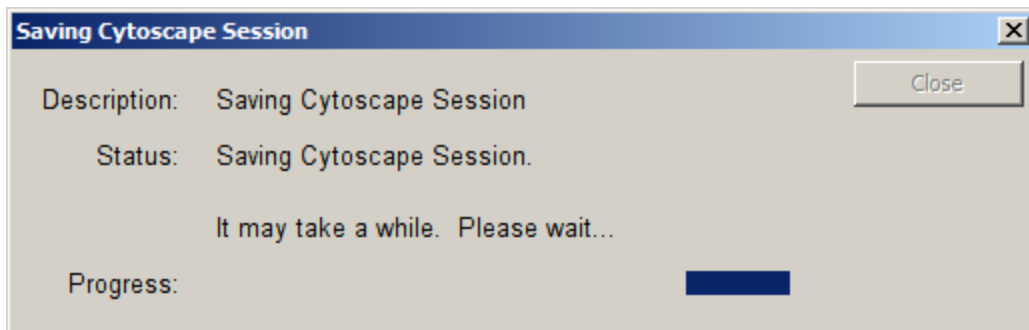 Saving Cytoscape Session
Close
Description: Saving Cytoscape Session
Status: Saving Cytoscape Session.
It may take a while.  Please wait...
Progress: